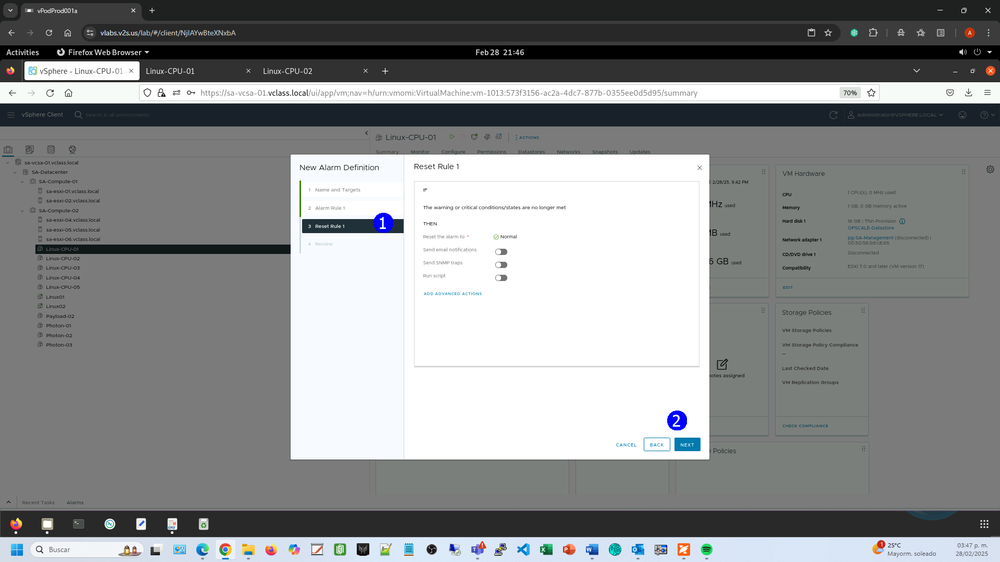 vPodProd001a
vlabs.v2s.us/lab/#/client/NjIAYwBteXNxbA
A
Activities
Firefox Web Browser
Feb 28 21:46
vSphere - Linux-CPU-01 -
Linux-CPU-01
Linux-CPU-02
https://sa-vcsa-01.vclass.local/ui/app/vm;nav=h/urn:vmomi:VirtualMachine:vm-1013:573f3156-ac2a-4dc7-877b-0355ee0d5d95/summary
70%
vSphere Client
Search in all environments
Administrator@VSPHERE.LOCAL
Linux-CPU-01
ACTIONS
Summary Monitor Configure Permissions Datastores Networks Snapshots Updates
sa-vcsa-01.vclass.local
SA-Datacenter
SA-Compute-01
sa-esxi-01.vclass.local
sa-esxi-02.vclass.local
SA-Compute-02
sa-esxi-04.vclass.local
sa-esxi-05.vclass.local
sa-esxi-06.vclass.local
Linux-CPU-01
Linux-CPU-02
Linux-CPU-03
Linux-CPU-04
Linux-CPU-05
Linux01
Linux02
Payload-02
Photon-01
Photon-02
Photon-03
New Alarm Definition
1 Name and Targets
2 Alarm Rule 1
3 Reset Rule 1
4 Review
1
Reset Rule 1
IF
The warning or critical conditions/states are no longer met
THEN
Reset the alarm to * Normal
Send email notifications
Send SNMP traps
Run script
ADD ADVANCED ACTIONS
2
CANCEL
BACK
NEXT
: 2/28/25, 9:42 PM
Hz used
B used
6 GB used
VM Hardware
CPU 1 CPU(s), 0 MHz used
Memory 1 GB, 0 GB memory active
Hard disk 1 16 GB | Thin Provision
OPSCALE-Datastore
Network adapter 1 pg-SA-Management (disconnected) |
00:50:56:b9:c8:65
CD/DVD drive 1 Disconnected
Compatibility ESXi 7.0 and later (VM version 17)
EDIT
notes assigned
Storage Policies
VM Storage Policies
VM Storage Policy Compliance
--
Last Checked Date
VM Replication Groups
CHECK COMPLIANCE
e Policies
Recent Tasks Alarms
Buscar
1
25°C
Mayorm. soleado
03:47 p. m.
28/02/2025